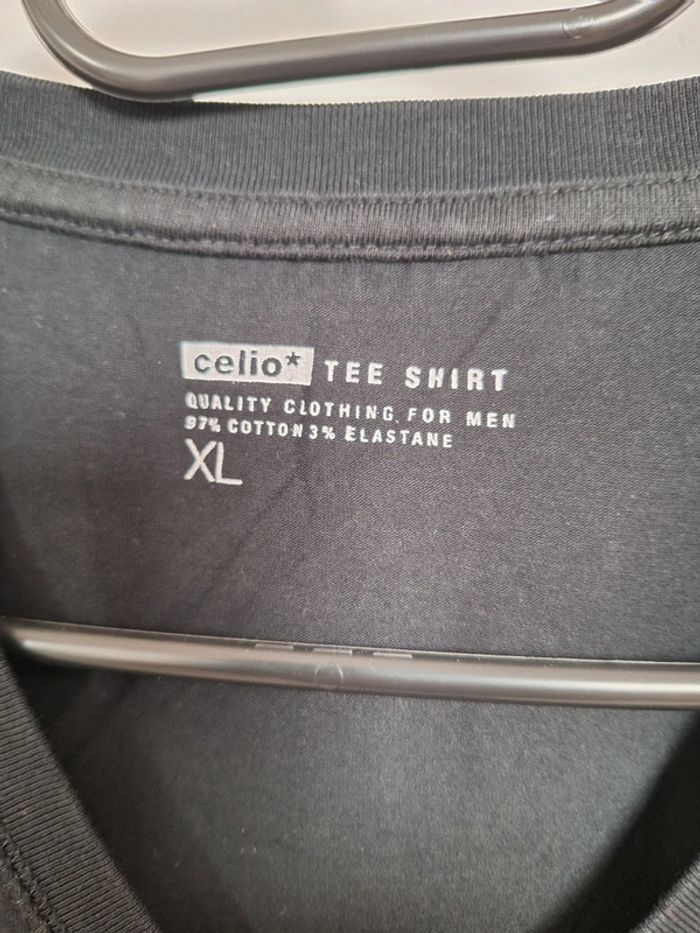 celio* TEE SHIRT
QUALITY CLOTHING, FOR MEN
97% COTTON 3% ELASTANE
XL